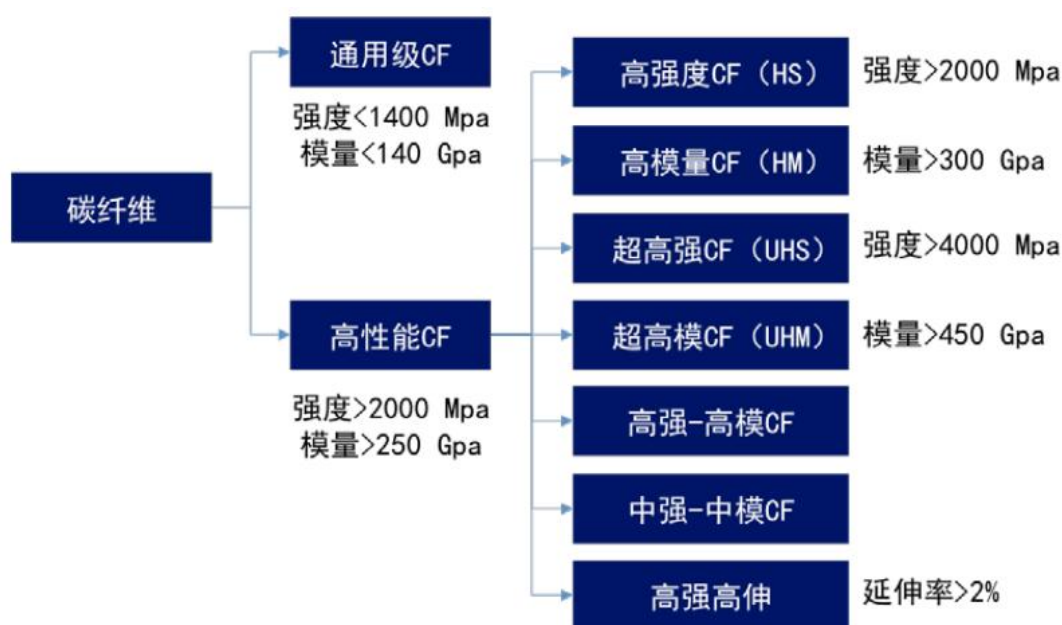 通用级CF
强度<1400 Mpa
模量<140 Gpa
碳纤维
高性能CF
强度>2000 Mpa
模量>250 Gpa
高强度CF（HS） 强度>2000 Mpa
高模量CF（HM） 模量>300 Gpa
超高强CF（UHS） 强度>4000 Mpa
超高模CF（UHM） 模量>450 Gpa
高强-高模CF
中强-中模CF
高强高伸 延伸率>2%